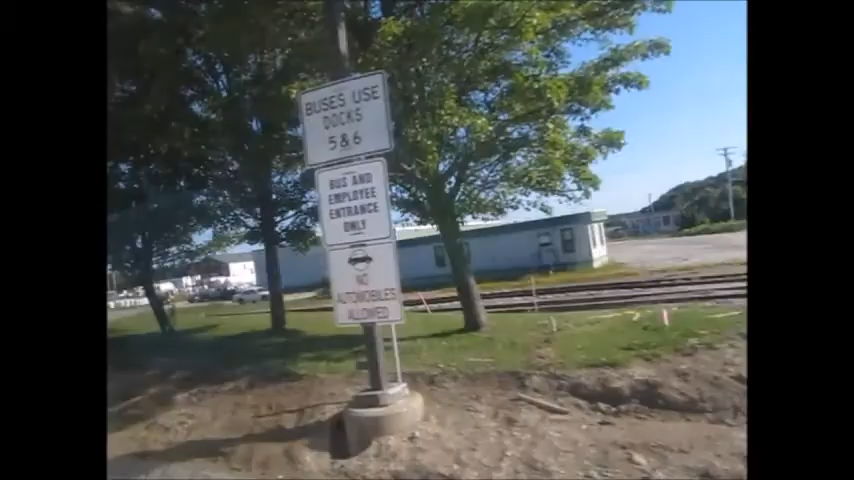 BUSES USE
DOCKS
5&6
BUS AND
EMPLOYEE
ENTRANCE
ONLY
NO
AUTOMOBILES
ALLOWED